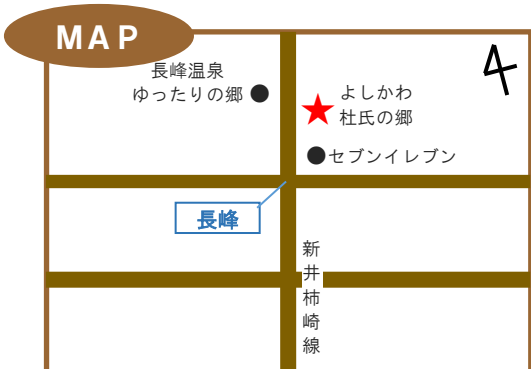 MAP
長峰温泉
ゆったりの郷
よしかわ
杜氏の郷
セブンイレブン
長峰
新井柿崎線